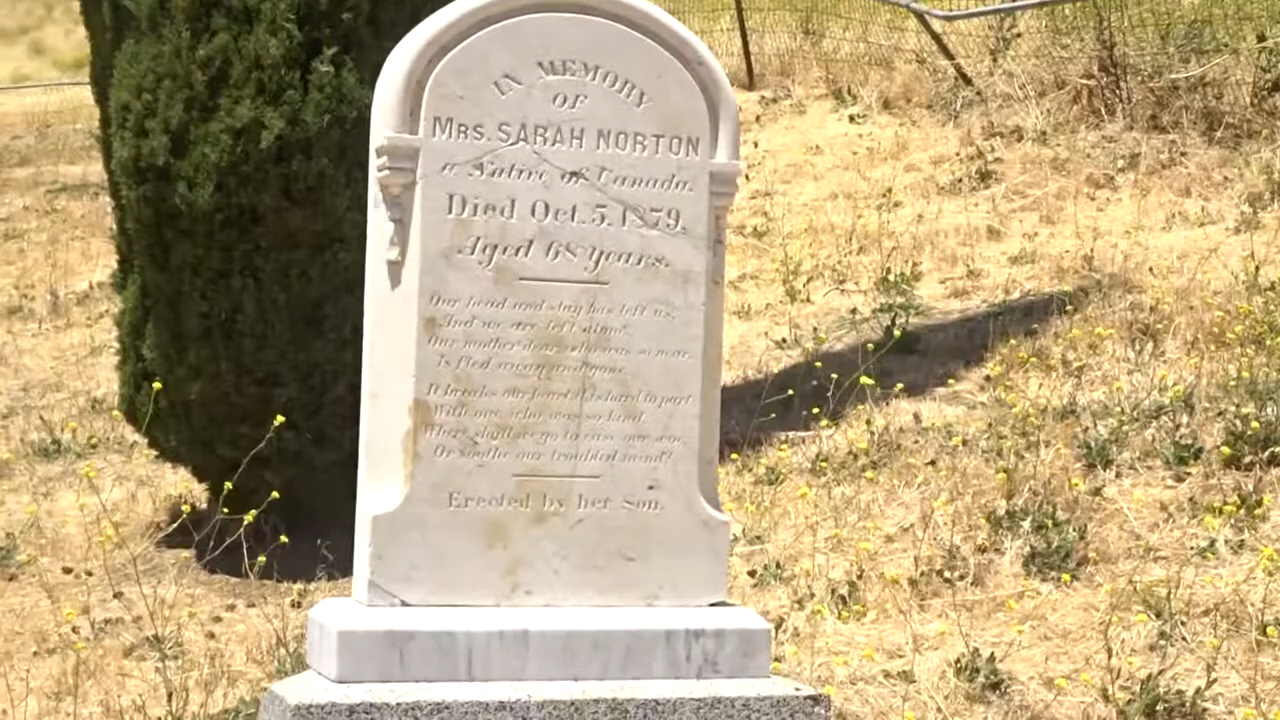 IN MEMORY
OF
MRS. SARAH NORTON
a Native of Canada.
Died Oct. 5, 1879,
Aged 68 years.
Our head and stay has left us,
And we are left alone,
Our mother dear who was so near,
Is fled away and gone
It breaks our heart 'tis hard to part
With one who was so kind.
Where shall we go to ease our woe,
Or soothe our troubled mind?
Erected by her son.